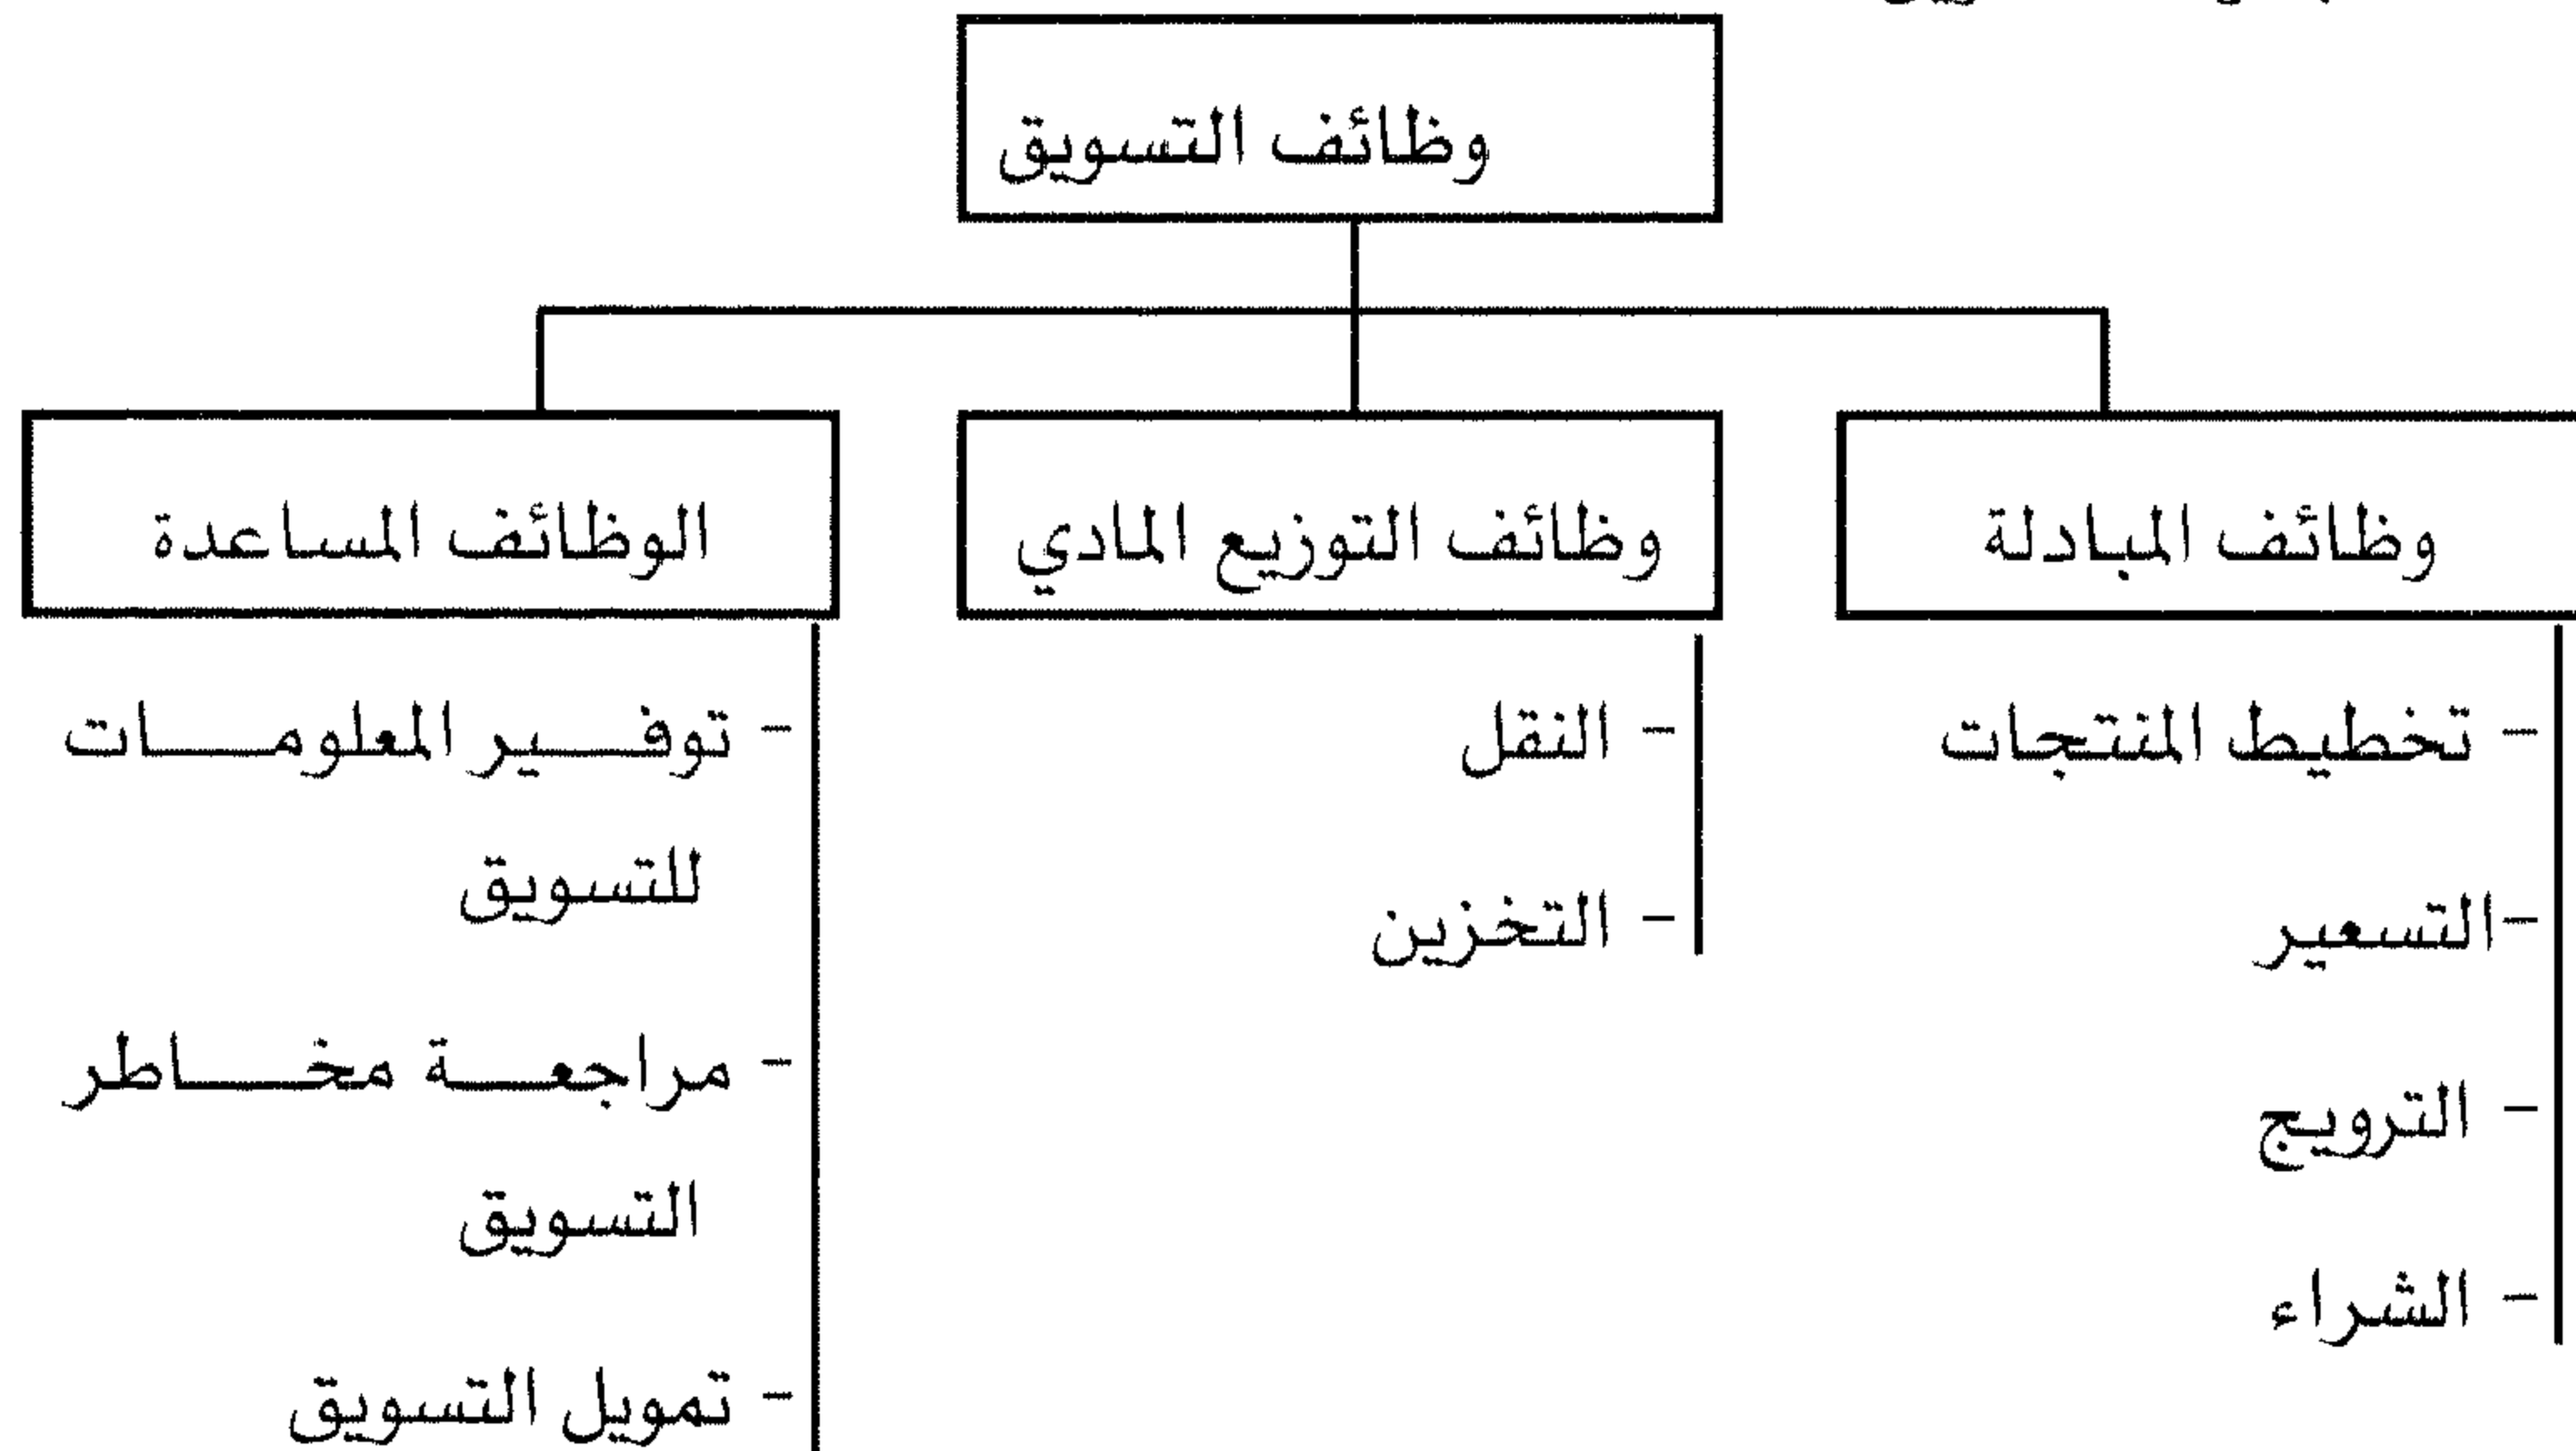 وظائف التسويق
وظائف المبادلة
- تخطيط المنتجات
-التسعير
- الترويج
- الشراء
وظائف التوزيع المادي
- النقل
- التخزين
الوظائف المساعدة
- توفير المعلومات
للتسويق
- مراجعة مخاطر
التسويق
- تمويل التسويق